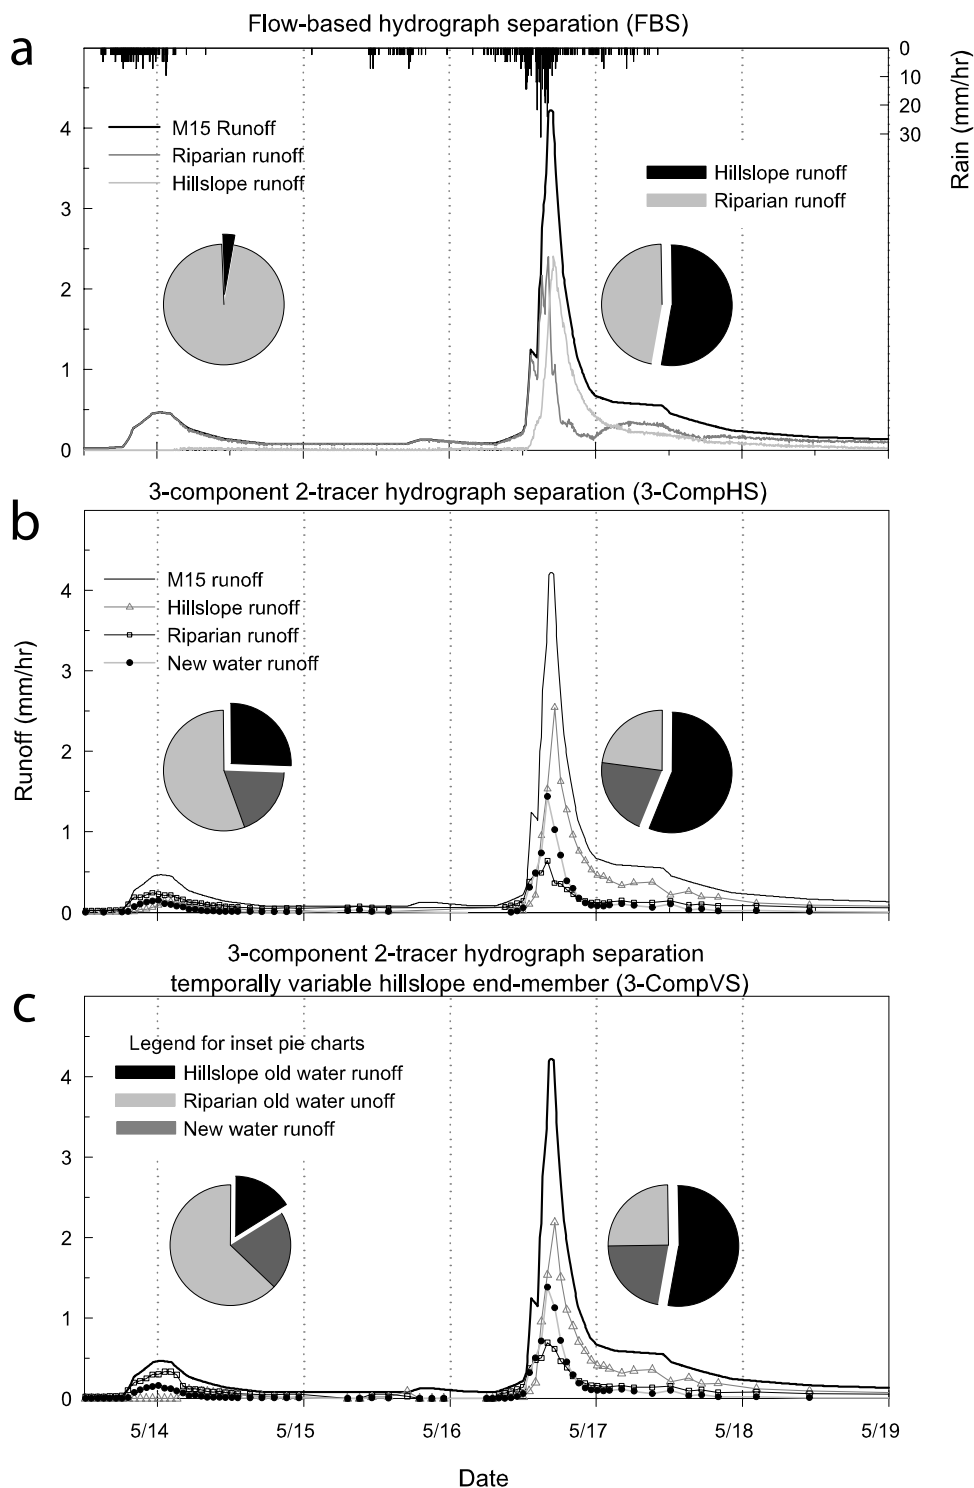 Flow-based hydrograph separation (FBS)
a
0
10
20
30
Rain (mm/hr)
4
3
2
1
0
M15 Runoff
Riparian runoff
Hillslope runoff
Hillslope runoff
Riparian runoff
3-component 2-tracer hydrograph separation (3-CompHS)
b
4
3
2
1
0
Runoff (mm/hr)
M15 runoff
Hillslope runoff
Riparian runoff
New water runoff
3-component 2-tracer hydrograph separation
temporally variable hillslope end-member (3-CompVS)
c
4
3
2
1
0
Legend for inset pie charts
Hillslope old water runoff
Riparian old water unoff
New water runoff
5/14 5/15 5/16 5/17 5/18 5/19
Date